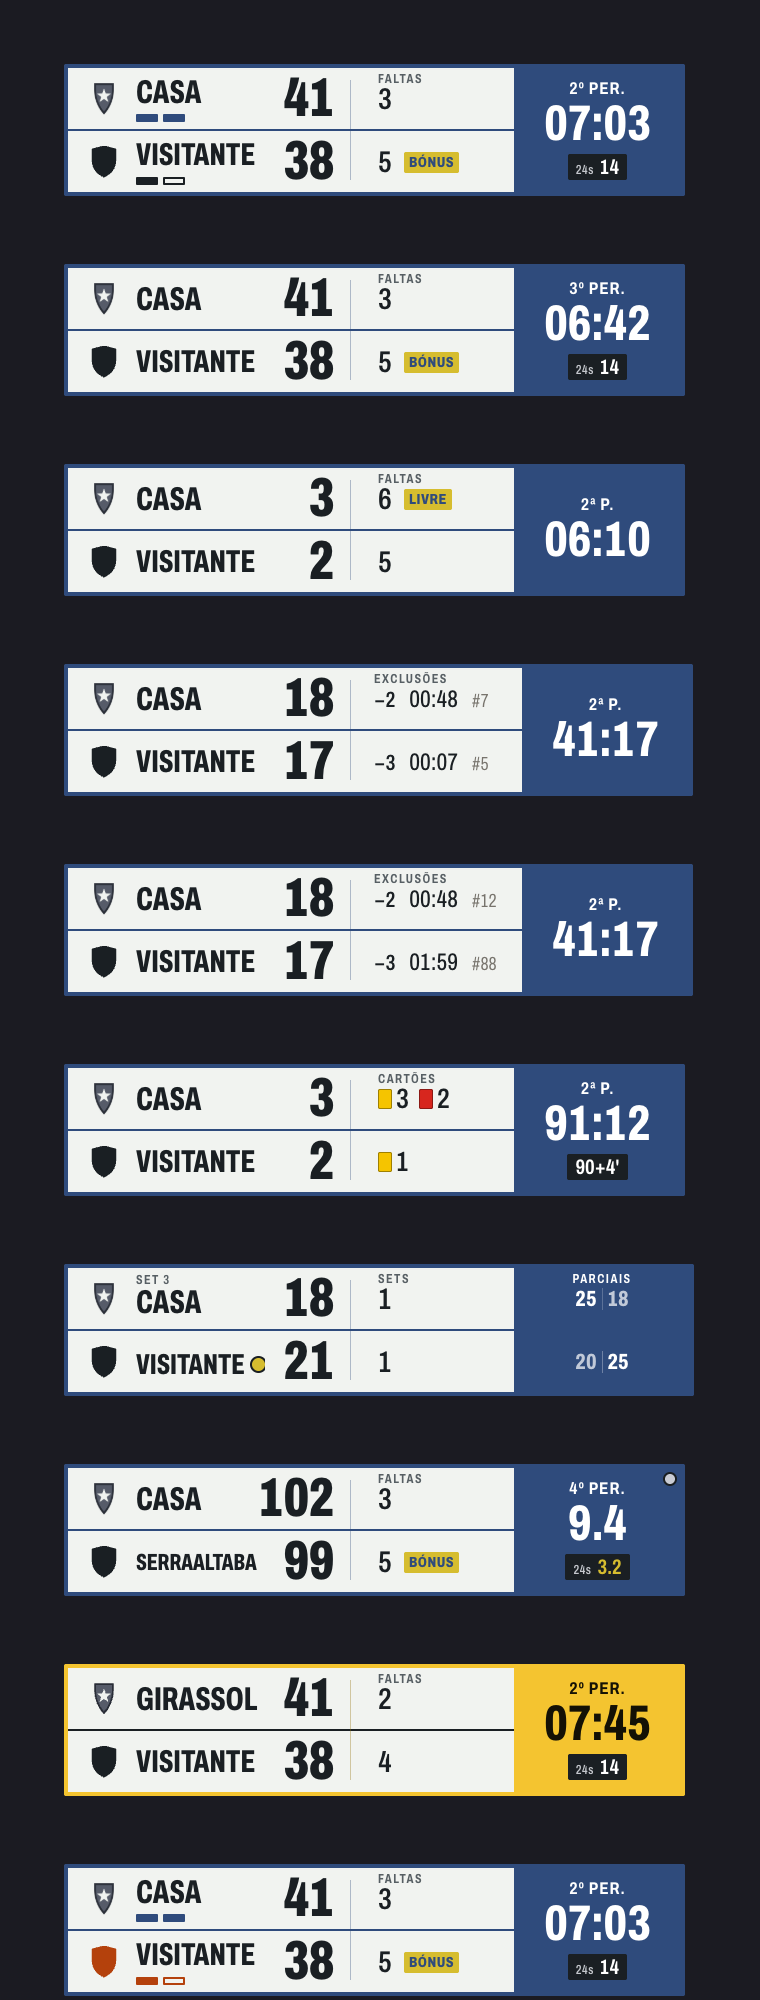 CASA 41 FALTAS 3
VISITANTE 38 5 BÓNUS
2º PER.
07:03
24s 14
CASA 41 FALTAS 3
VISITANTE 38 5 BÓNUS
3º PER.
06:42
24s 14
CASA 3 FALTAS 6 LIVRE
VISITANTE 2 5
2ª P.
06:10
CASA 18 EXCLUSÕES –2 00:48 #7
VISITANTE 17 –3 00:07 #5
2ª P.
41:17
CASA 18 EXCLUSÕES –2 00:48 #12
VISITANTE 17 –3 01:59 #88
2ª P.
41:17
CASA 3 CARTÕES 3 2
VISITANTE 2 1
2ª P.
91:12
90+4'
SET 3
CASA 18 SETS 1
VISITANTE 21 1
PARCIAIS
25 18
20 25
CASA 102 FALTAS 3
SERRAALTABA 99 5 BÓNUS
4º PER.
9.4
24s 3.2
GIRASSOL 41 FALTAS 2
VISITANTE 38 4
2º PER.
07:45
24s 14
CASA 41 FALTAS 3
VISITANTE 38 5 BÓNUS
2º PER.
07:03
24s 14